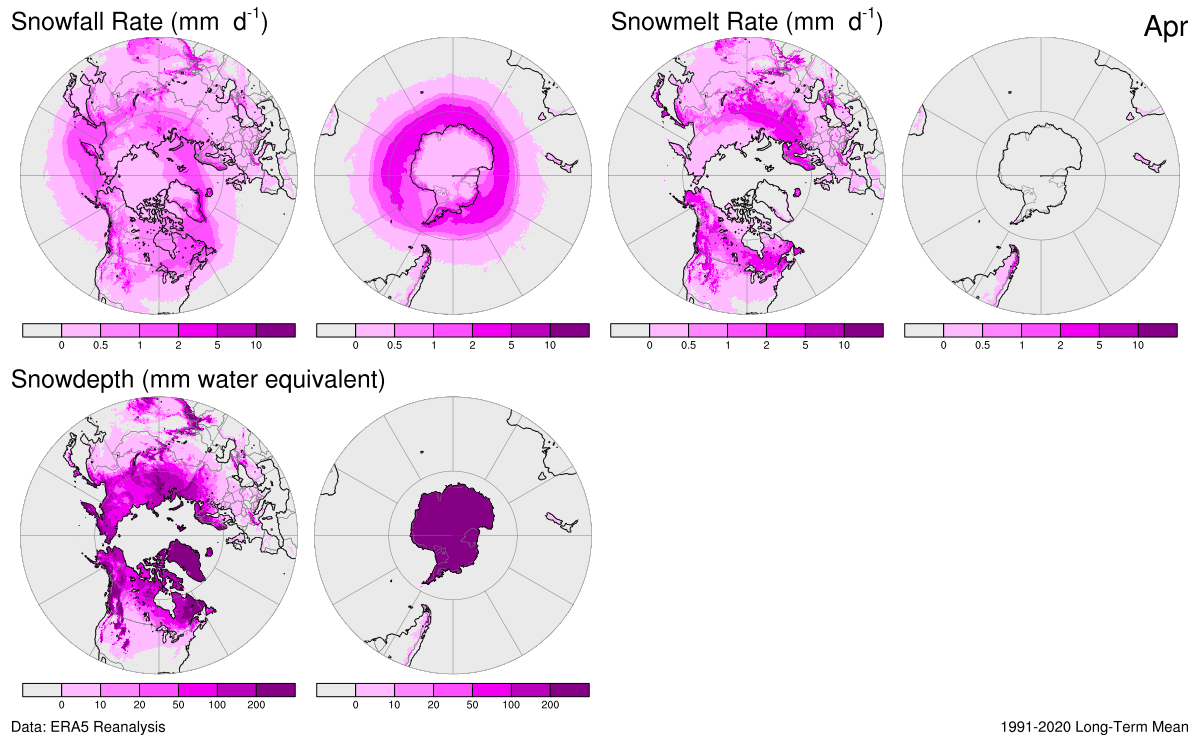 Snowfall Rate (mm d-1)
Snowmelt Rate (mm d-1)
Apr
0 0.5 1 2 5 10
0 0.5 1 2 5 10
0 0.5 1 2 5 10
0 0.5 1 2 5 10
Snowdepth (mm water equivalent)
0 10 20 50 100 200
0 10 20 50 100 200
Data: ERA5 Reanalysis
1991-2020 Long-Term Mean